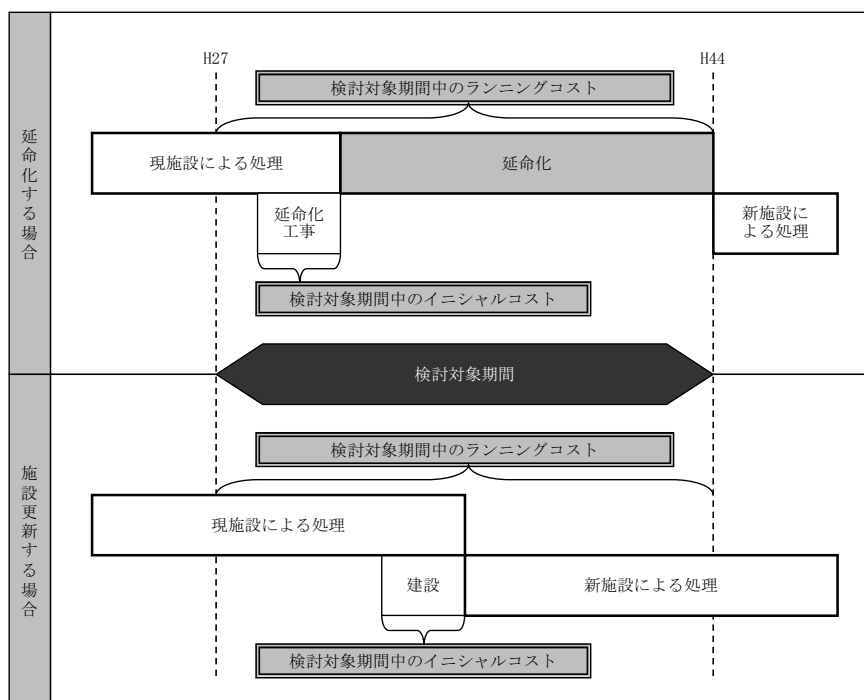 H27
H44
検討対象期間中のランニングコスト
延命化する場合
現施設による処理
延命化
延命化
工事
新施設に
よる処理
検討対象期間中のイニシャルコスト
検討対象期間
施設更新する場合
検討対象期間中のランニングコスト
現施設による処理
建設
新施設による処理
検討対象期間中のイニシャルコスト